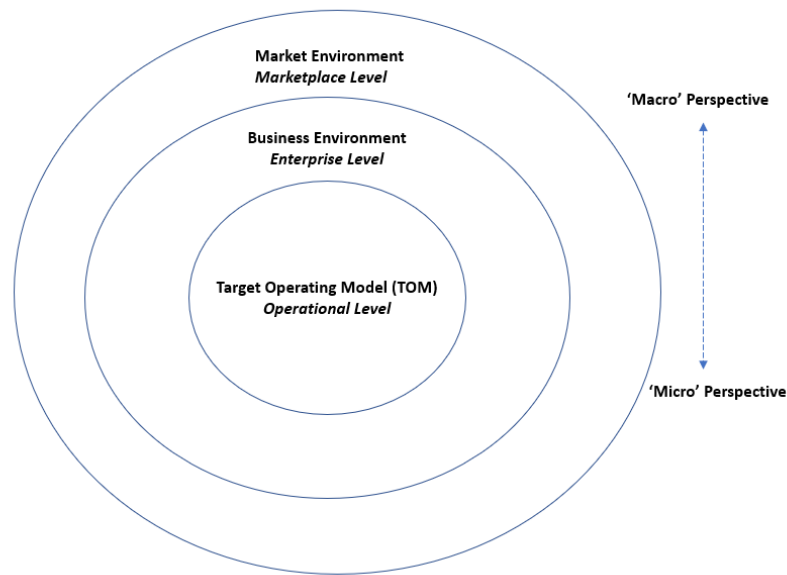 Market Environment
Marketplace Level
‘Macro’ Perspective
Business Environment
Enterprise Level
Target Operating Model (TOM)
Operational Level
‘Micro’ Perspective